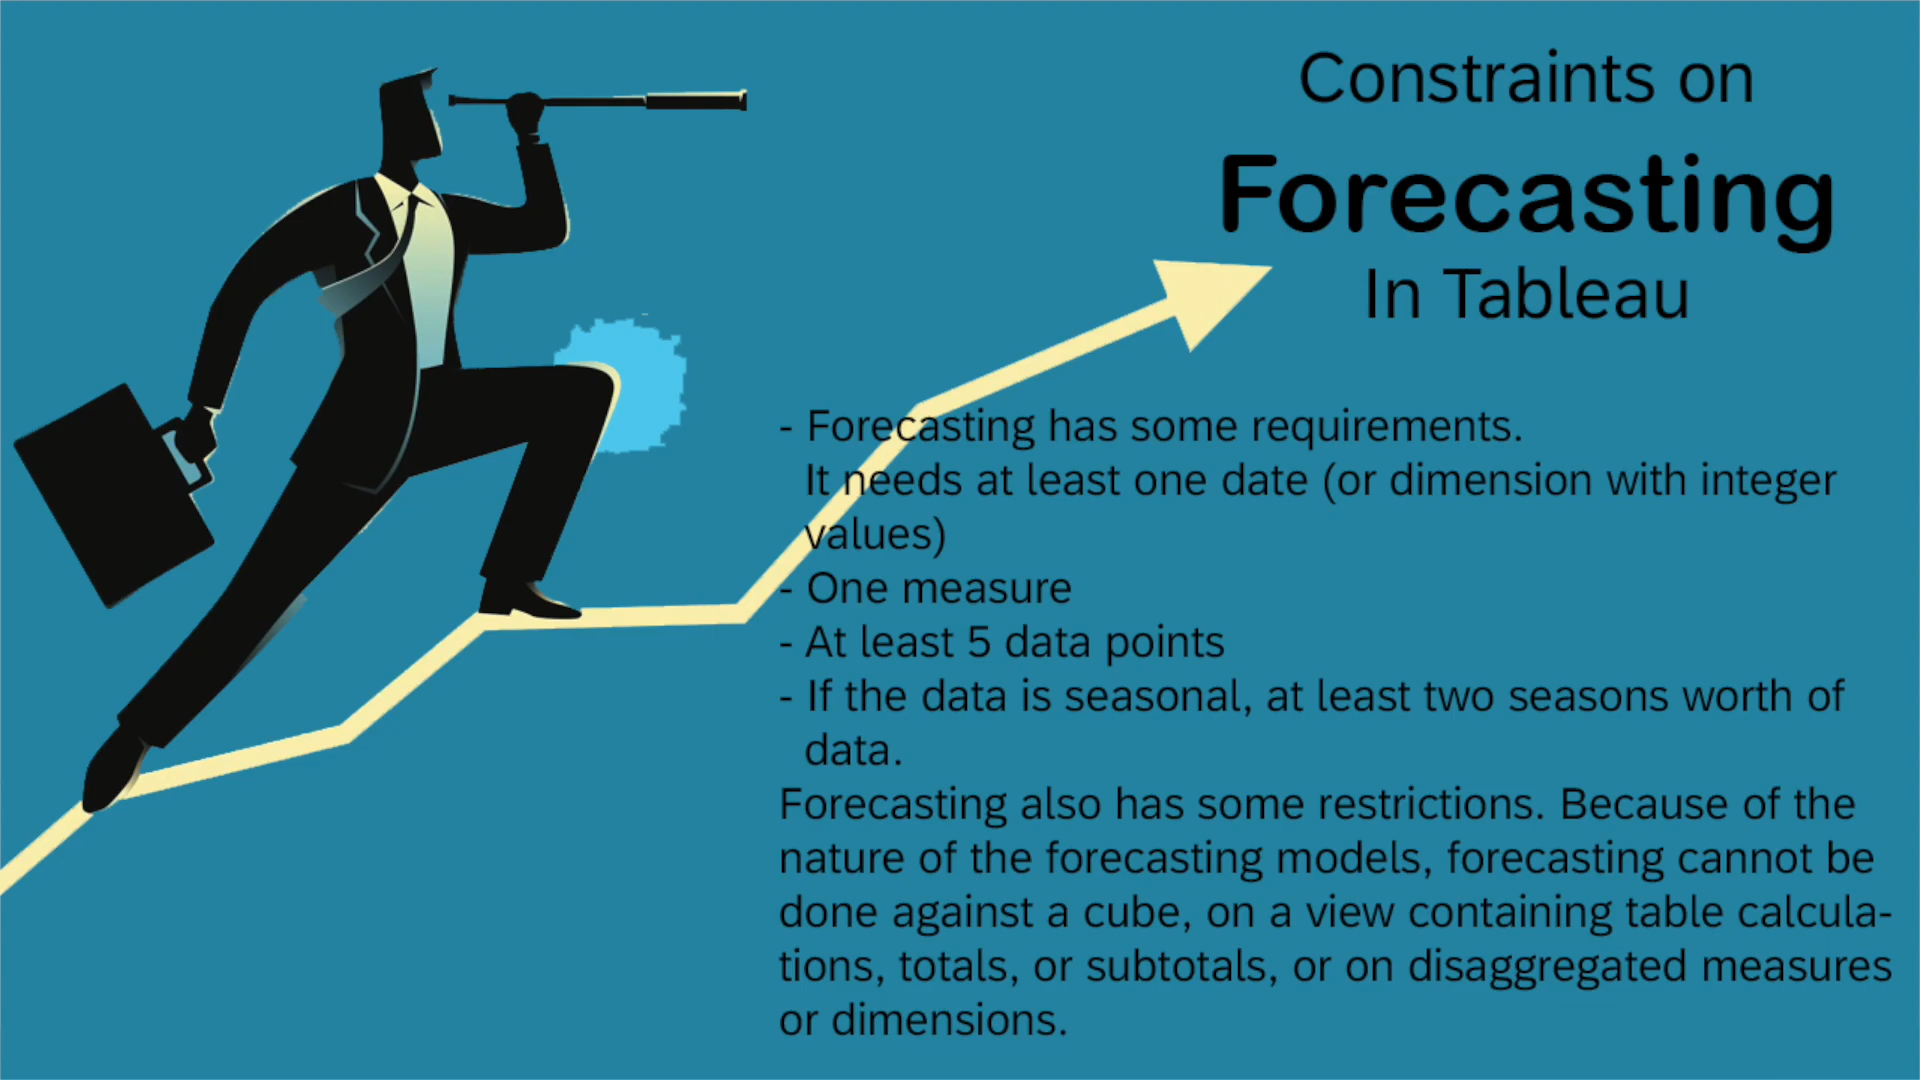 Constraints on
Forecasting
In Tableau
- Forecasting has some requirements.
It needs at least one date (or dimension with integer
values)
- One measure
- At least 5 data points
- If the data is seasonal, at least two seasons worth of
data.
Forecasting also has some restrictions. Because of the
nature of the forecasting models, forecasting cannot be
done against a cube, on a view containing table calcula-
tions, totals, or subtotals, or on disaggregated measures
or dimensions.